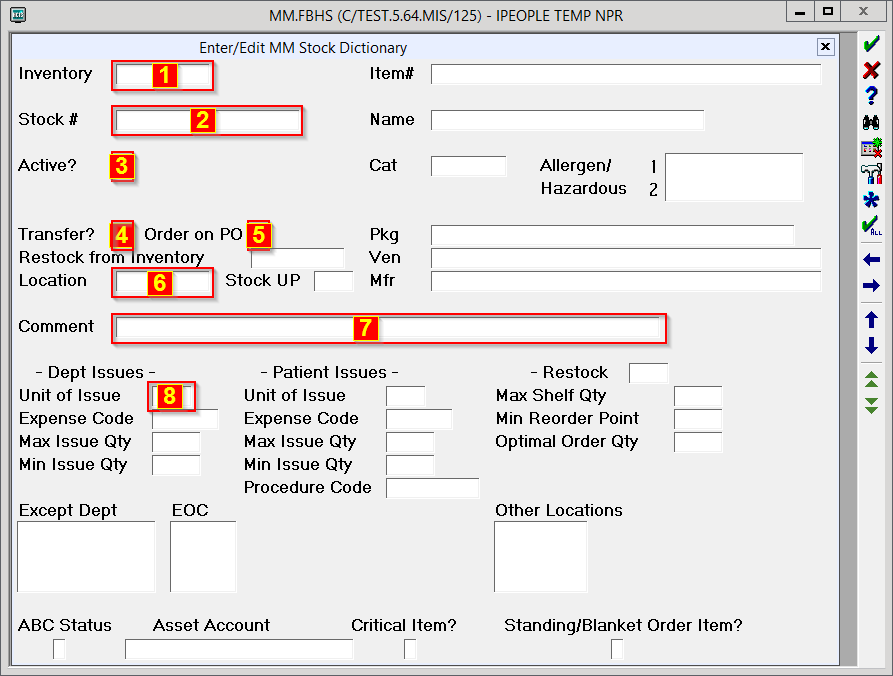 MM.FBHS (C/TEST.5.64.MIS/125) - IPEOPLE TEMP NPR
Enter/Edit MM Stock Dictionary
Inventory 1 Item#
Stock # 2 Name
Active? 3 Cat Allergen/ 1
Hazardous 2
Transfer? 4 Order on PO 5 Pkg
Restock from Inventory Ven
Location 6 Stock UP Mfr
Comment 7
- Dept Issues - - Patient Issues - - Restock
Unit of Issue 8 Unit of Issue Max Shelf Qty
Expense Code Expense Code Min Reorder Point
Max Issue Qty Max Issue Qty Optimal Order Qty
Min Issue Qty Min Issue Qty
Procedure Code
Except Dept EOC Other Locations
ABC Status Asset Account Critical Item? Standing/Blanket Order Item?
?
ALL